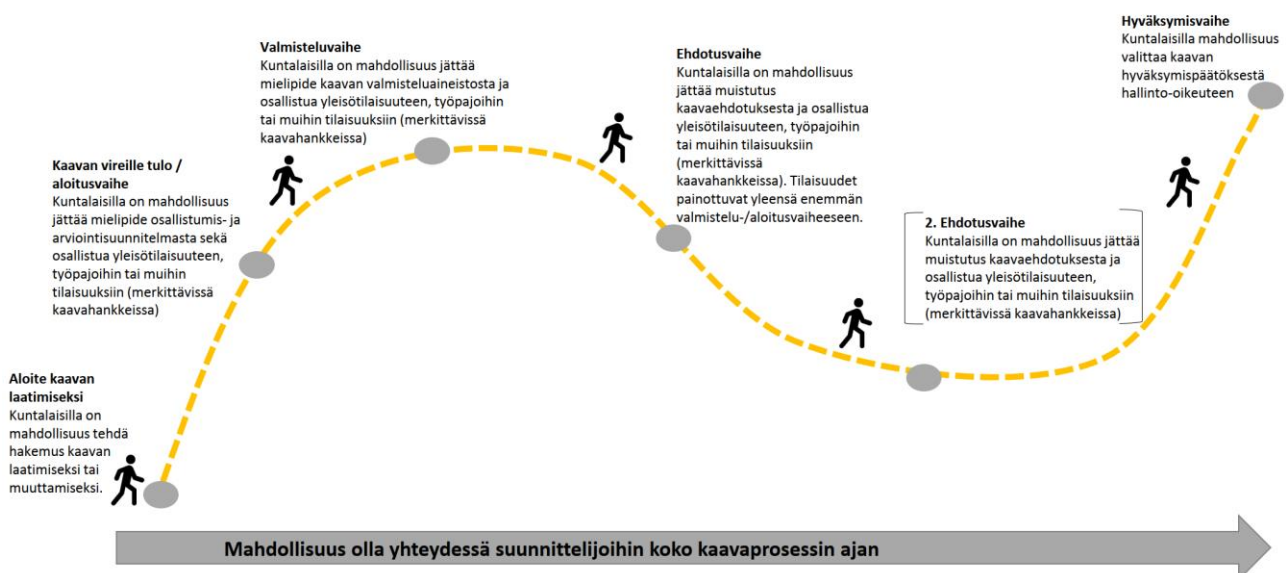 Aloite kaavan
laatimiseksi
Kuntalaisilla on
mahdollisuus tehdä
hakemus kaavan
laatimiseksi tai
muuttamiseksi.
Kaavan vireille tulo /
aloitusvaihe
Kuntalaisilla on mahdollisuus
jättää mielipide osallistumis- ja
arviointisuunnitelmasta sekä
osallistua yleisötilaisuuteen,
työpajoihin tai muihin
tilaisuuksiin (merkittävissä
kaavahankkeissa)
Valmisteluvaihe
Kuntalaisilla on mahdollisuus jättää
mielipide kaavan valmisteluaineistosta ja
osallistua yleisötilaisuuteen, työpajoihin
tai muihin tilaisuuksiin (merkittävissä
kaavahankkeissa)
Ehdotusvaihe
Kuntalaisilla on mahdollisuus
jättää muistutus
kaavaehdotuksesta ja osallistua
yleisötilaisuuteen, työpajoihin
tai muihin tilaisuuksiin
(merkittävissä
kaavahankkeissa). Tilaisuudet
painottuvat yleensä enemmän
valmistelu-/aloitusvaiheeseen.
2. Ehdotusvaihe
Kuntalaisilla on mahdollisuus jättää
muistutus kaavaehdotuksesta ja
osallistua yleisötilaisuuteen,
työpajoihin tai muihin tilaisuuksiin
(merkittävissä kaavahankkeissa)
Hyväksymisvaihe
Kuntalaisilla mahdollisuus
valittaa kaavan
hyväksymispäätöksestä
hallinto-oikeuteen
Mahdollisuus olla yhteydessä suunnittelijoihin koko kaavaprosessin ajan